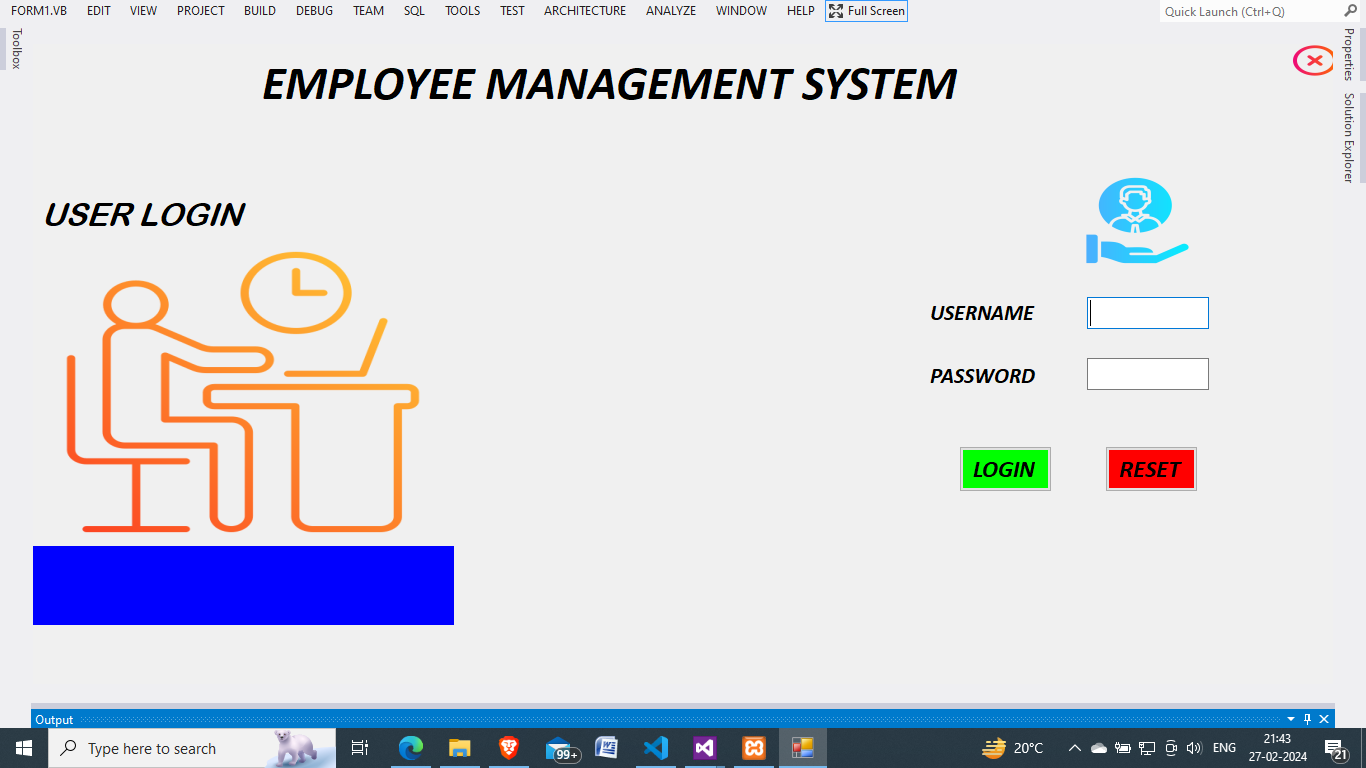 FORM1.VB EDIT VIEW PROJECT BUILD DEBUG TEAM SQL TOOLS TEST ARCHITECTURE ANALYZE WINDOW HELP Full Screen Quick Launch (Ctrl+Q)
Toolbox
Properties
Solution Explorer
EMPLOYEE MANAGEMENT SYSTEM
USER LOGIN
USERNAME
PASSWORD
LOGIN RESET
Output
Type here to search 99+ 20°C ENG 21:43
27-02-2024
21